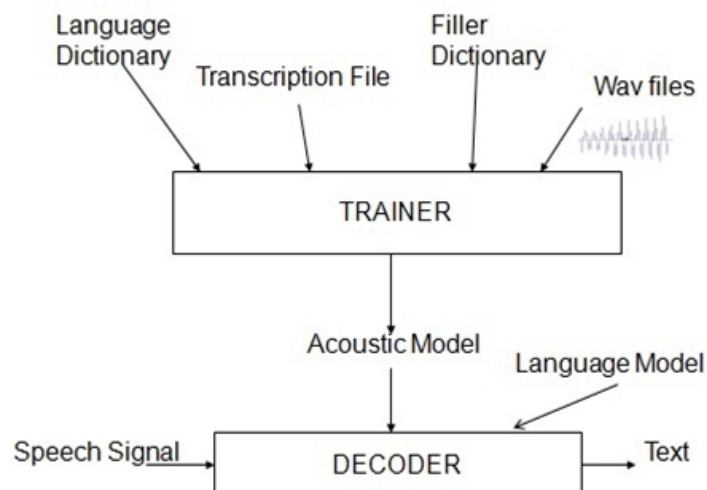 Language
Dictionary
Filler
Dictionary
Transcription File
Wav files
TRAINER
Acoustic Model
Language Model
Speech Signal
DECODER
Text